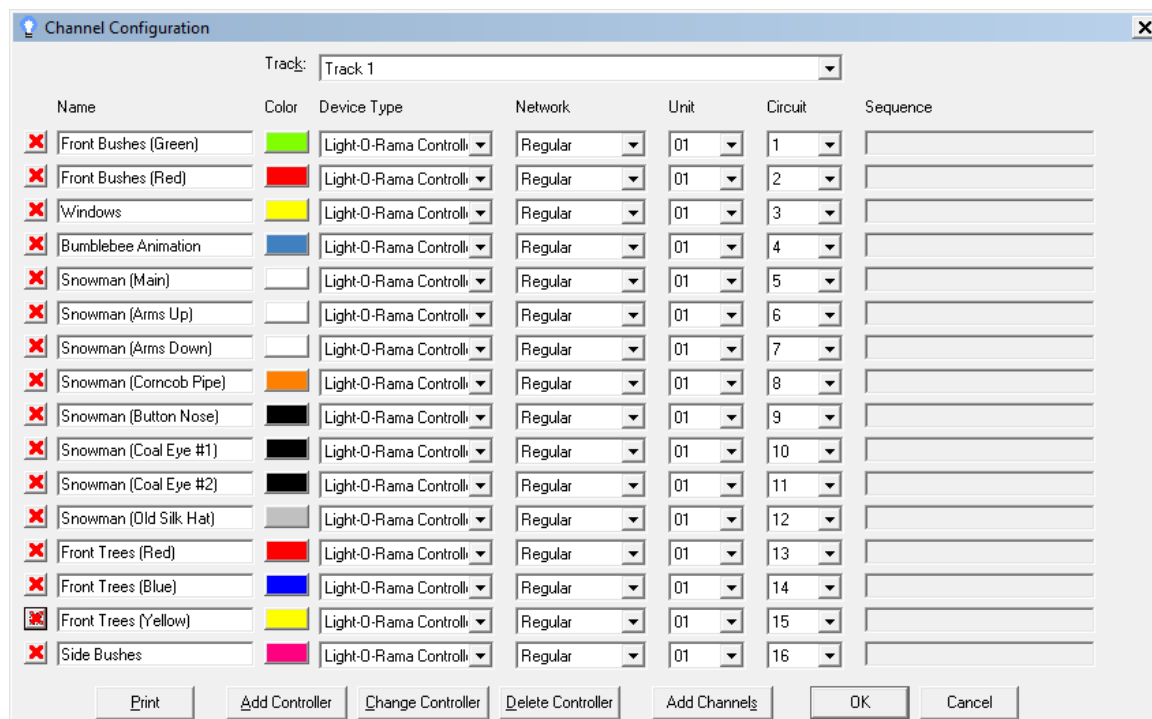 Channel Configuration
Track: Track 1
Name Color Device Type Network Unit Circuit Sequence
Front Bushes (Green) Light-O-Rama Controll Regular 01 1
Front Bushes (Red) Light-O-Rama Controll Regular 01 2
Windows Light-O-Rama Controll Regular 01 3
Bumblebee Animation Light-O-Rama Controll Regular 01 4
Snowman (Main) Light-O-Rama Controll Regular 01 5
Snowman (Arms Up) Light-O-Rama Controll Regular 01 6
Snowman (Arms Down) Light-O-Rama Controll Regular 01 7
Snowman (Corncob Pipe) Light-O-Rama Controll Regular 01 8
Snowman (Button Nose) Light-O-Rama Controll Regular 01 9
Snowman (Coal Eye #1) Light-O-Rama Controll Regular 01 10
Snowman (Coal Eye #2) Light-O-Rama Controll Regular 01 11
Snowman (Old Silk Hat) Light-O-Rama Controll Regular 01 12
Front Trees (Red) Light-O-Rama Controll Regular 01 13
Front Trees (Blue) Light-O-Rama Controll Regular 01 14
Front Trees (Yellow) Light-O-Rama Controll Regular 01 15
Side Bushes Light-O-Rama Controll Regular 01 16
Print Add Controller Change Controller Delete Controller Add Channels OK Cancel